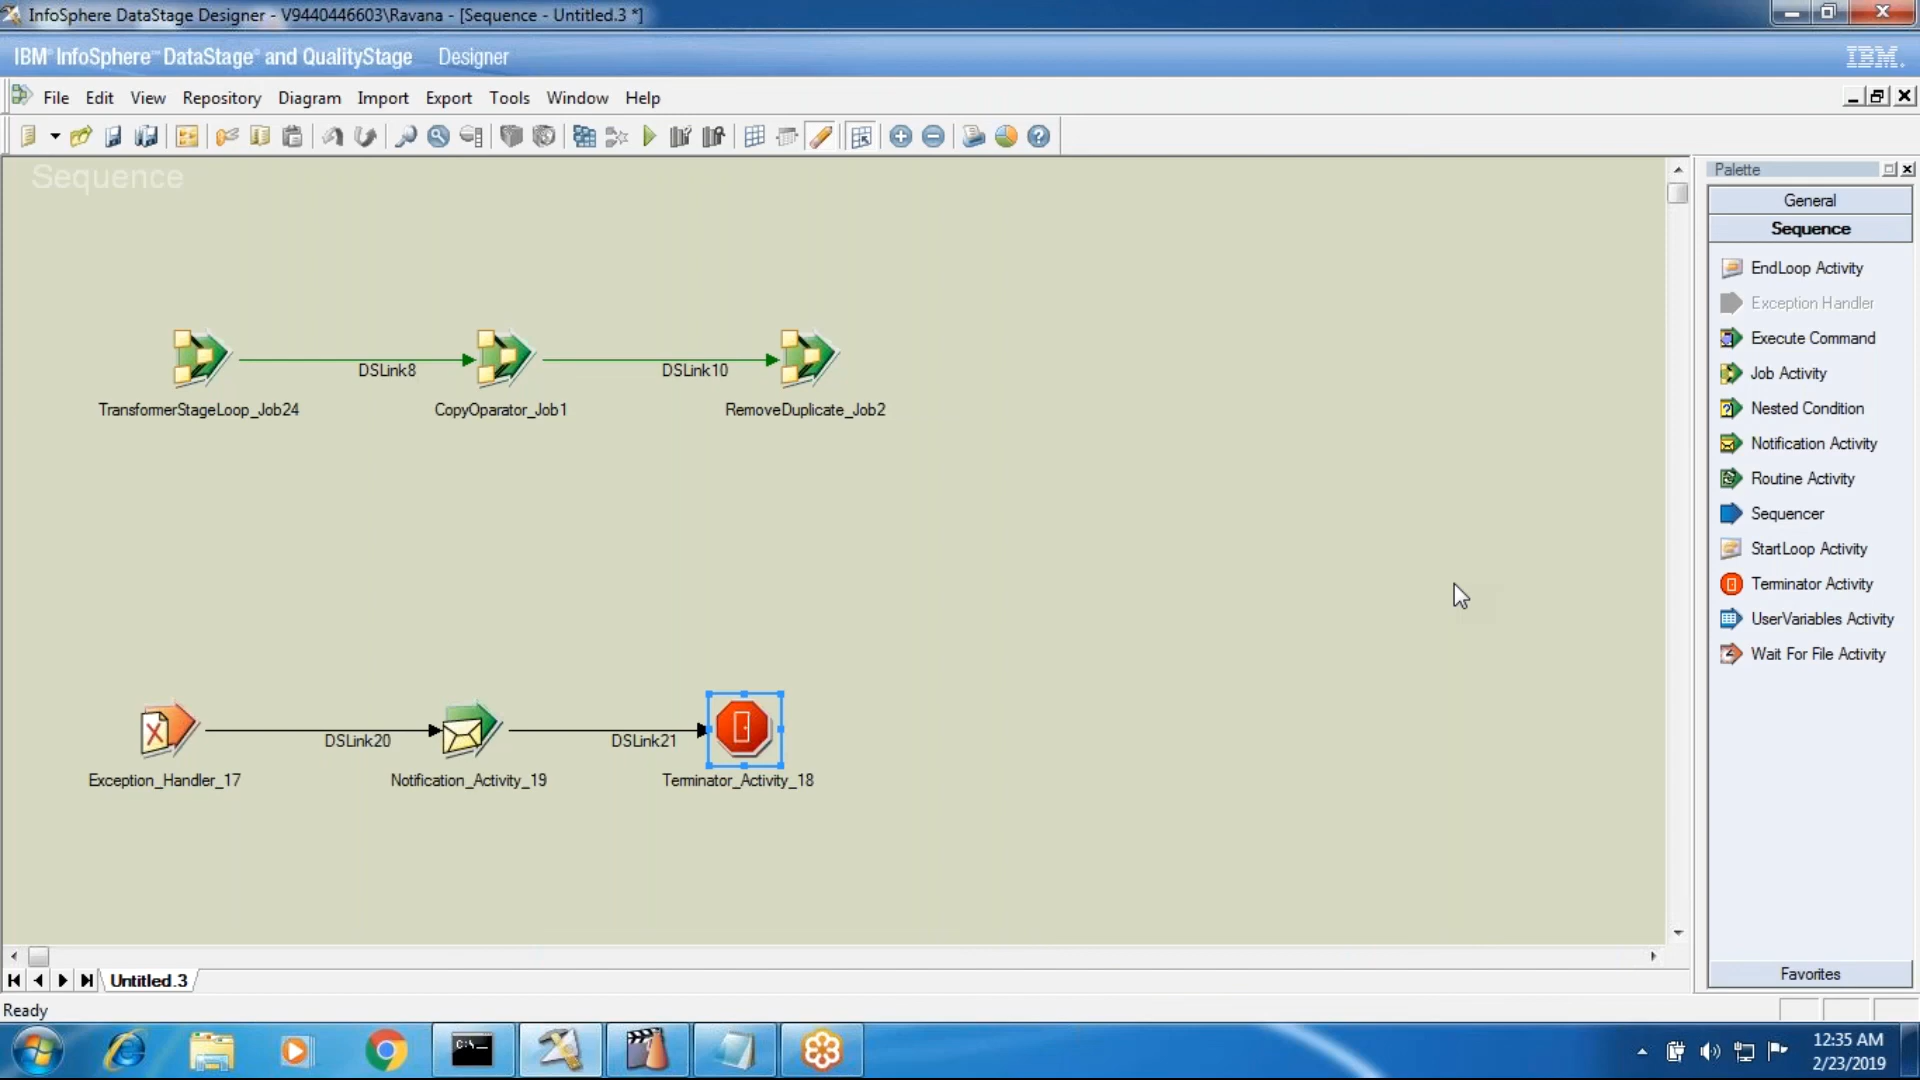 InfoSphere DataStage Designer - V9440446603\Ravana - [Sequence - Untitled.3 *]
IBM® InfoSphere™ DataStage® and QualityStage Designer
IBM®
File Edit View Repository Diagram Import Export Tools Window Help
Sequence
Palette
General
Sequence
EndLoop Activity
Exception Handler
Execute Command
Job Activity
Nested Condition
Notification Activity
Routine Activity
Sequencer
StartLoop Activity
Terminator Activity
UserVariables Activity
Wait For File Activity
Favorites
DSLink8
DSLink10
TransformerStageLoop_Job24
CopyOparator_Job1
RemoveDuplicate_Job2
DSLink20
DSLink21
Exception_Handler_17
Notification_Activity_19
Terminator_Activity_18
Untitled.3
Ready
C:\
12:35 AM
2/23/2019